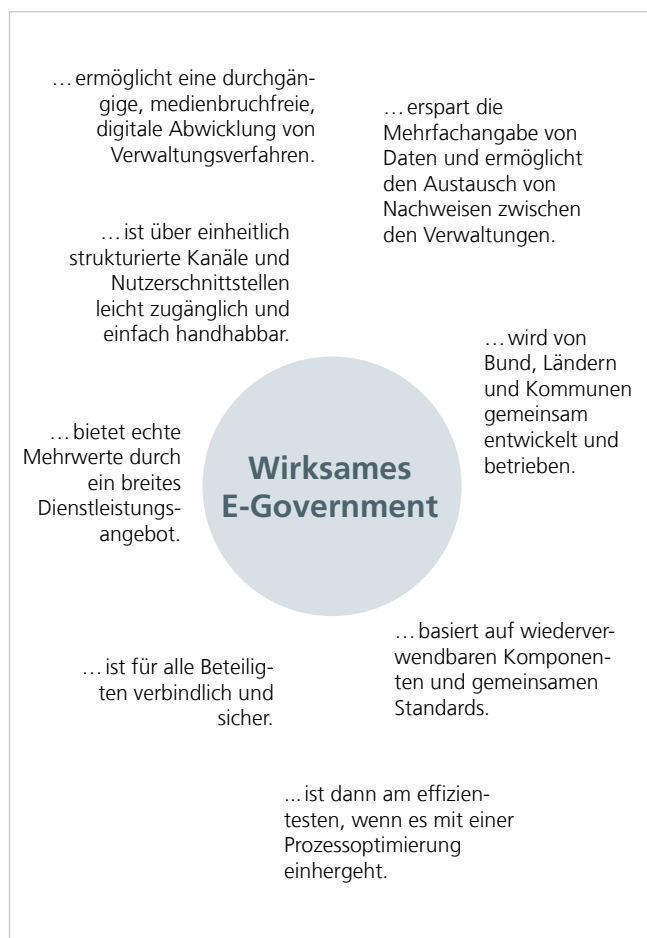 …ermöglicht eine durchgän-
gige, medienbruchfreie,
digitale Abwicklung von
Verwaltungsverfahren.
…erspart die
Mehrfachangabe von
Daten und ermöglicht
den Austausch von
Nachweisen zwischen
den Verwaltungen.
…ist über einheitlich
strukturierte Kanäle und
Nutzerschnittstellen
leicht zugänglich und
einfach handhabbar.
…wird von
Bund, Ländern
und Kommunen
gemeinsam
entwickelt und
betrieben.
…bietet echte
Mehrwerte durch
ein breites
Dienstleistungs-
angebot.
Wirksames
E-Government
…basiert auf wiederver-
wendbaren Komponen-
ten und gemeinsamen
Standards.
…ist für alle Beteilig-
ten verbindlich und
sicher.
...ist dann am effizien-
testen, wenn es mit einer
Prozessoptimierung
einhergeht.